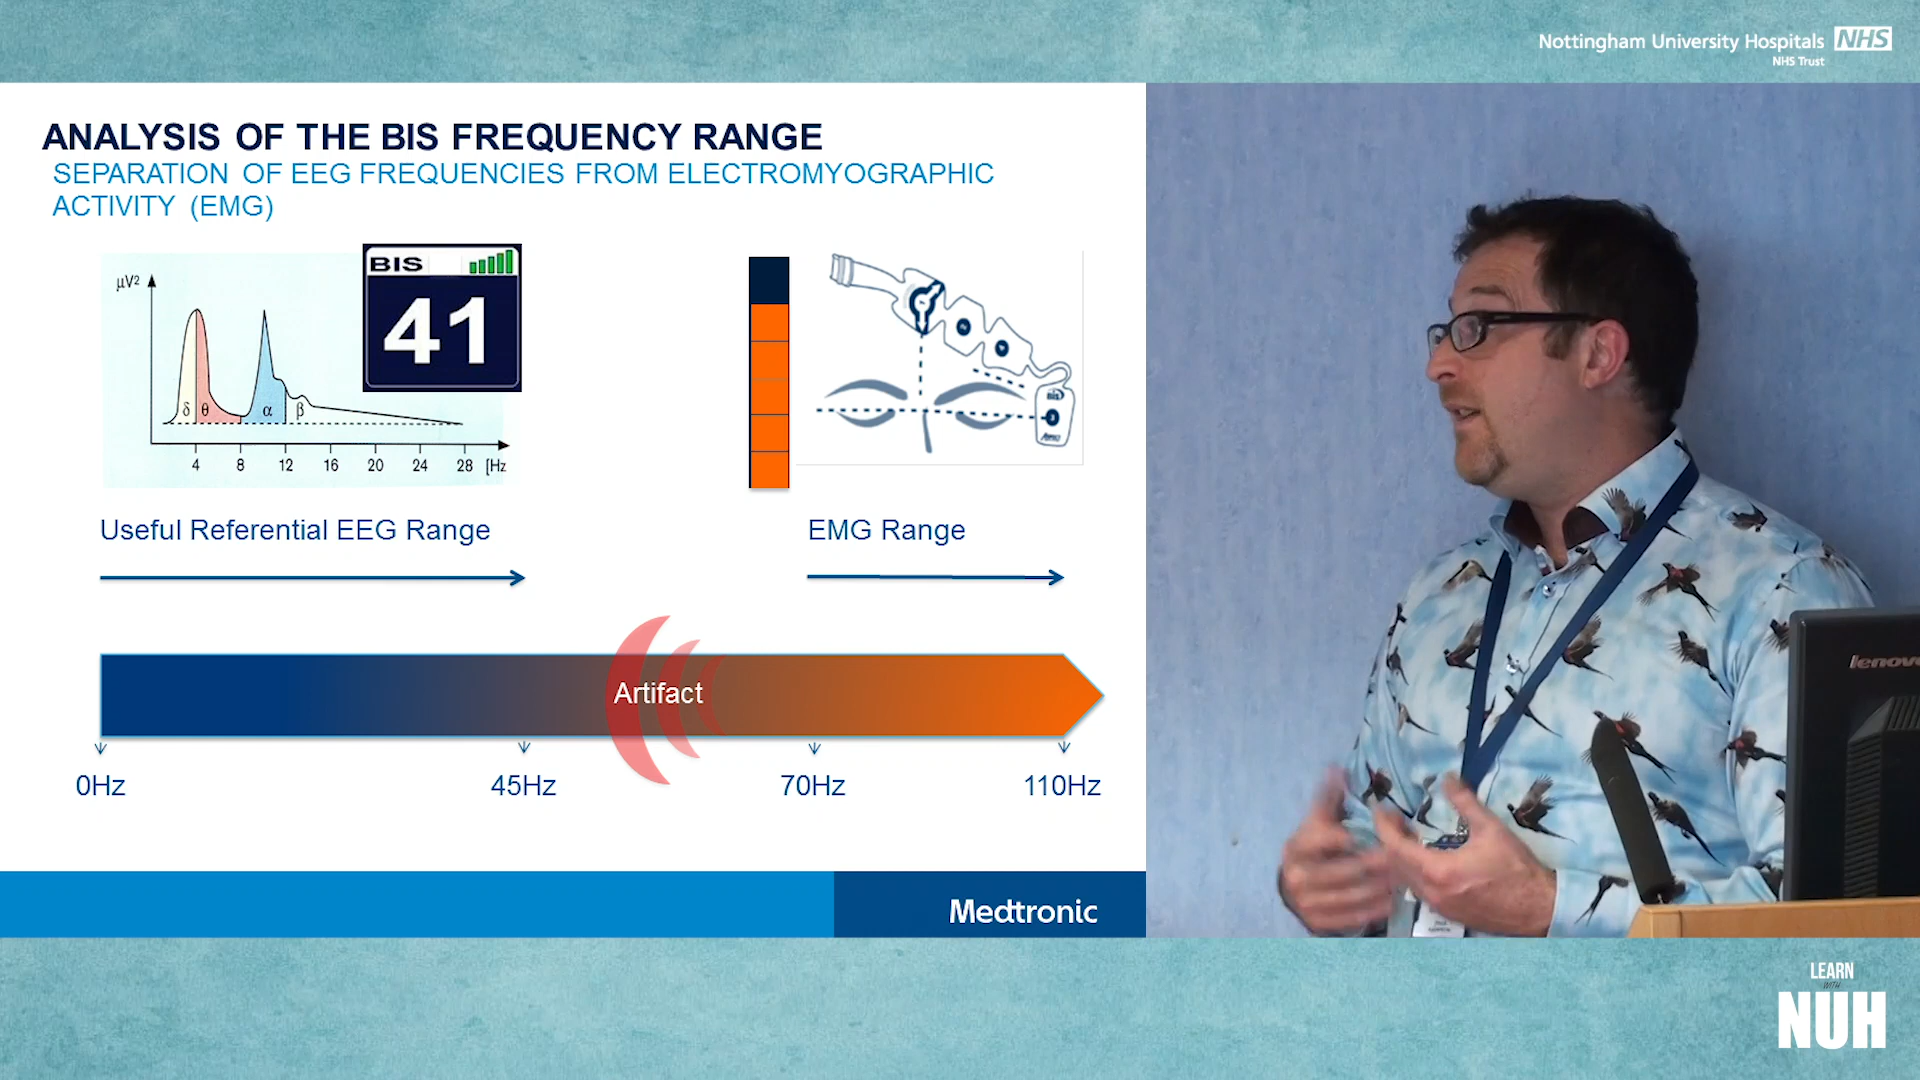 Nottingham University Hospitals NHS
NHS Trust
ANALYSIS OF THE BIS FREQUENCY RANGE
SEPARATION OF EEG FREQUENCIES FROM ELECTROMYOGRAPHIC
ACTIVITY (EMG)
μV2
BIS
41
δ θ α β
4 8 12 16 20 24 28 [Hz
BIS
Useful Referential EEG Range
EMG Range
Artifact
0Hz 45Hz 70Hz 110Hz
Medtronic
lenovo
LEARN
WITH
NUH